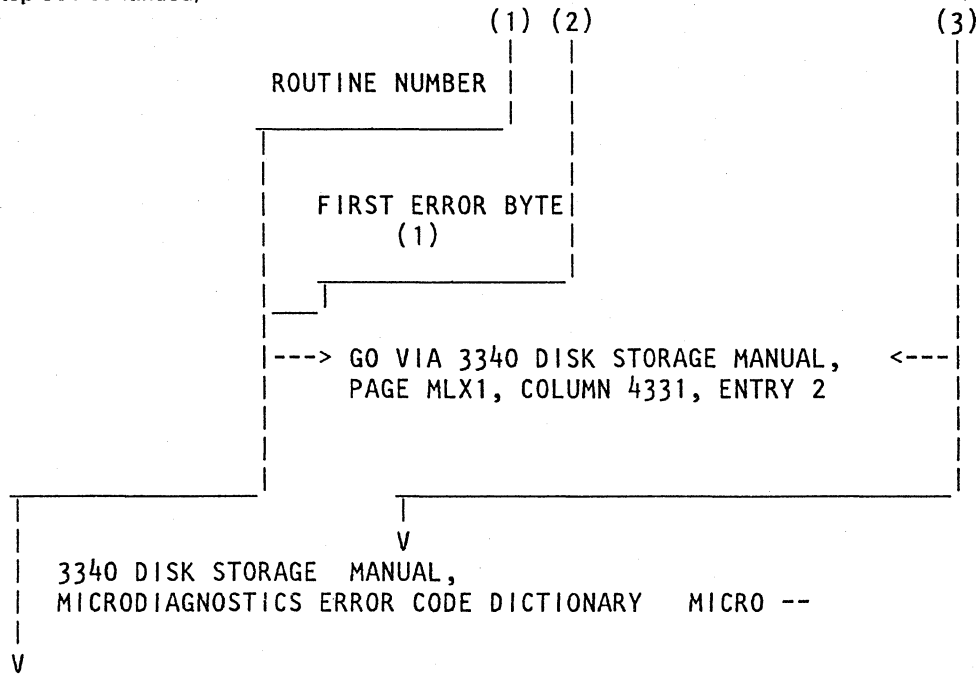 (1) (2) (3)
ROUTINE NUMBER
FIRST ERROR BYTE
(1)
---> GO VIA 3340 DISK STORAGE MANUAL, <---
PAGE MLX1, COLUMN 4331, ENTRY 2
V
3340 DISK STORAGE MANUAL,
MICRODIAGNOSTICS ERROR CODE DICTIONARY MICRO --
V